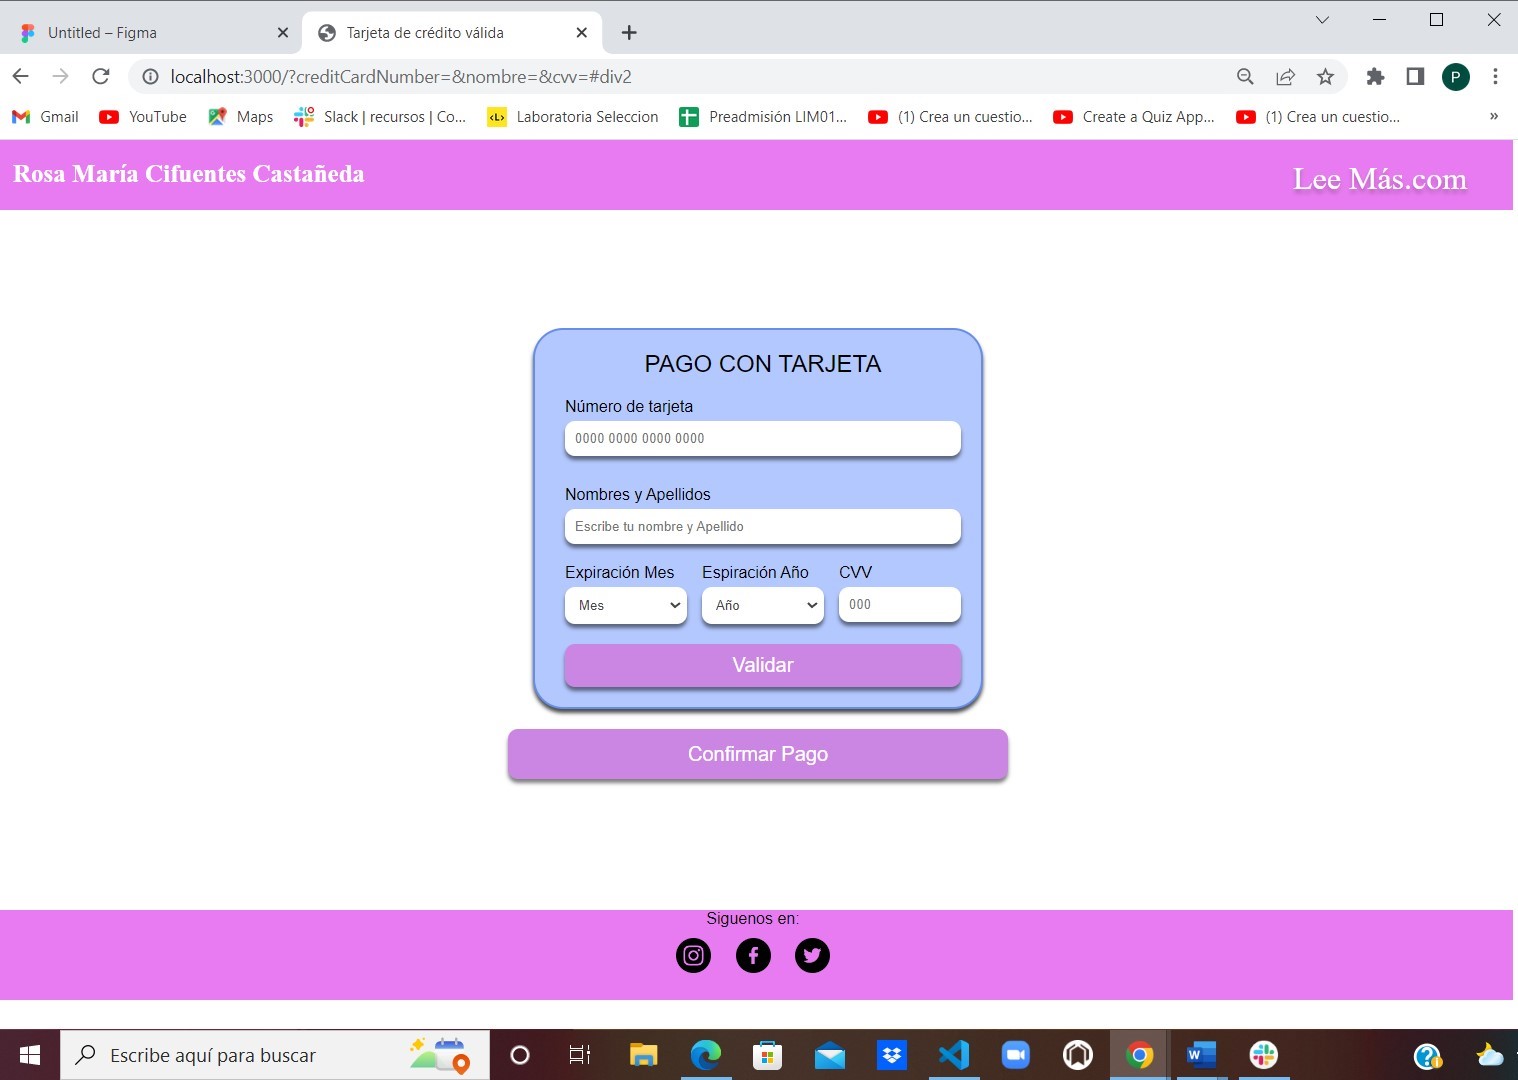 Untitled – Figma
Tarjeta de crédito válida
localhost:3000/?creditCardNumber=&nombre=&cvv=#div2
P
Gmail
YouTube
Maps
Slack | recursos | Co...
Laboratoria Seleccion
Preadmisión LIM01...
(1) Crea un cuestio...
Create a Quiz App...
(1) Crea un cuestio...
»
Rosa María Cifuentes Castañeda
Lee Más.com
PAGO CON TARJETA
Número de tarjeta
0000 0000 0000 0000
Nombres y Apellidos
Escribe tu nombre y Apellido
Expiración Mes Espiración Año CVV
Mes Año 000
Validar
Confirmar Pago
Siguenos en:
Escribe aquí para buscar